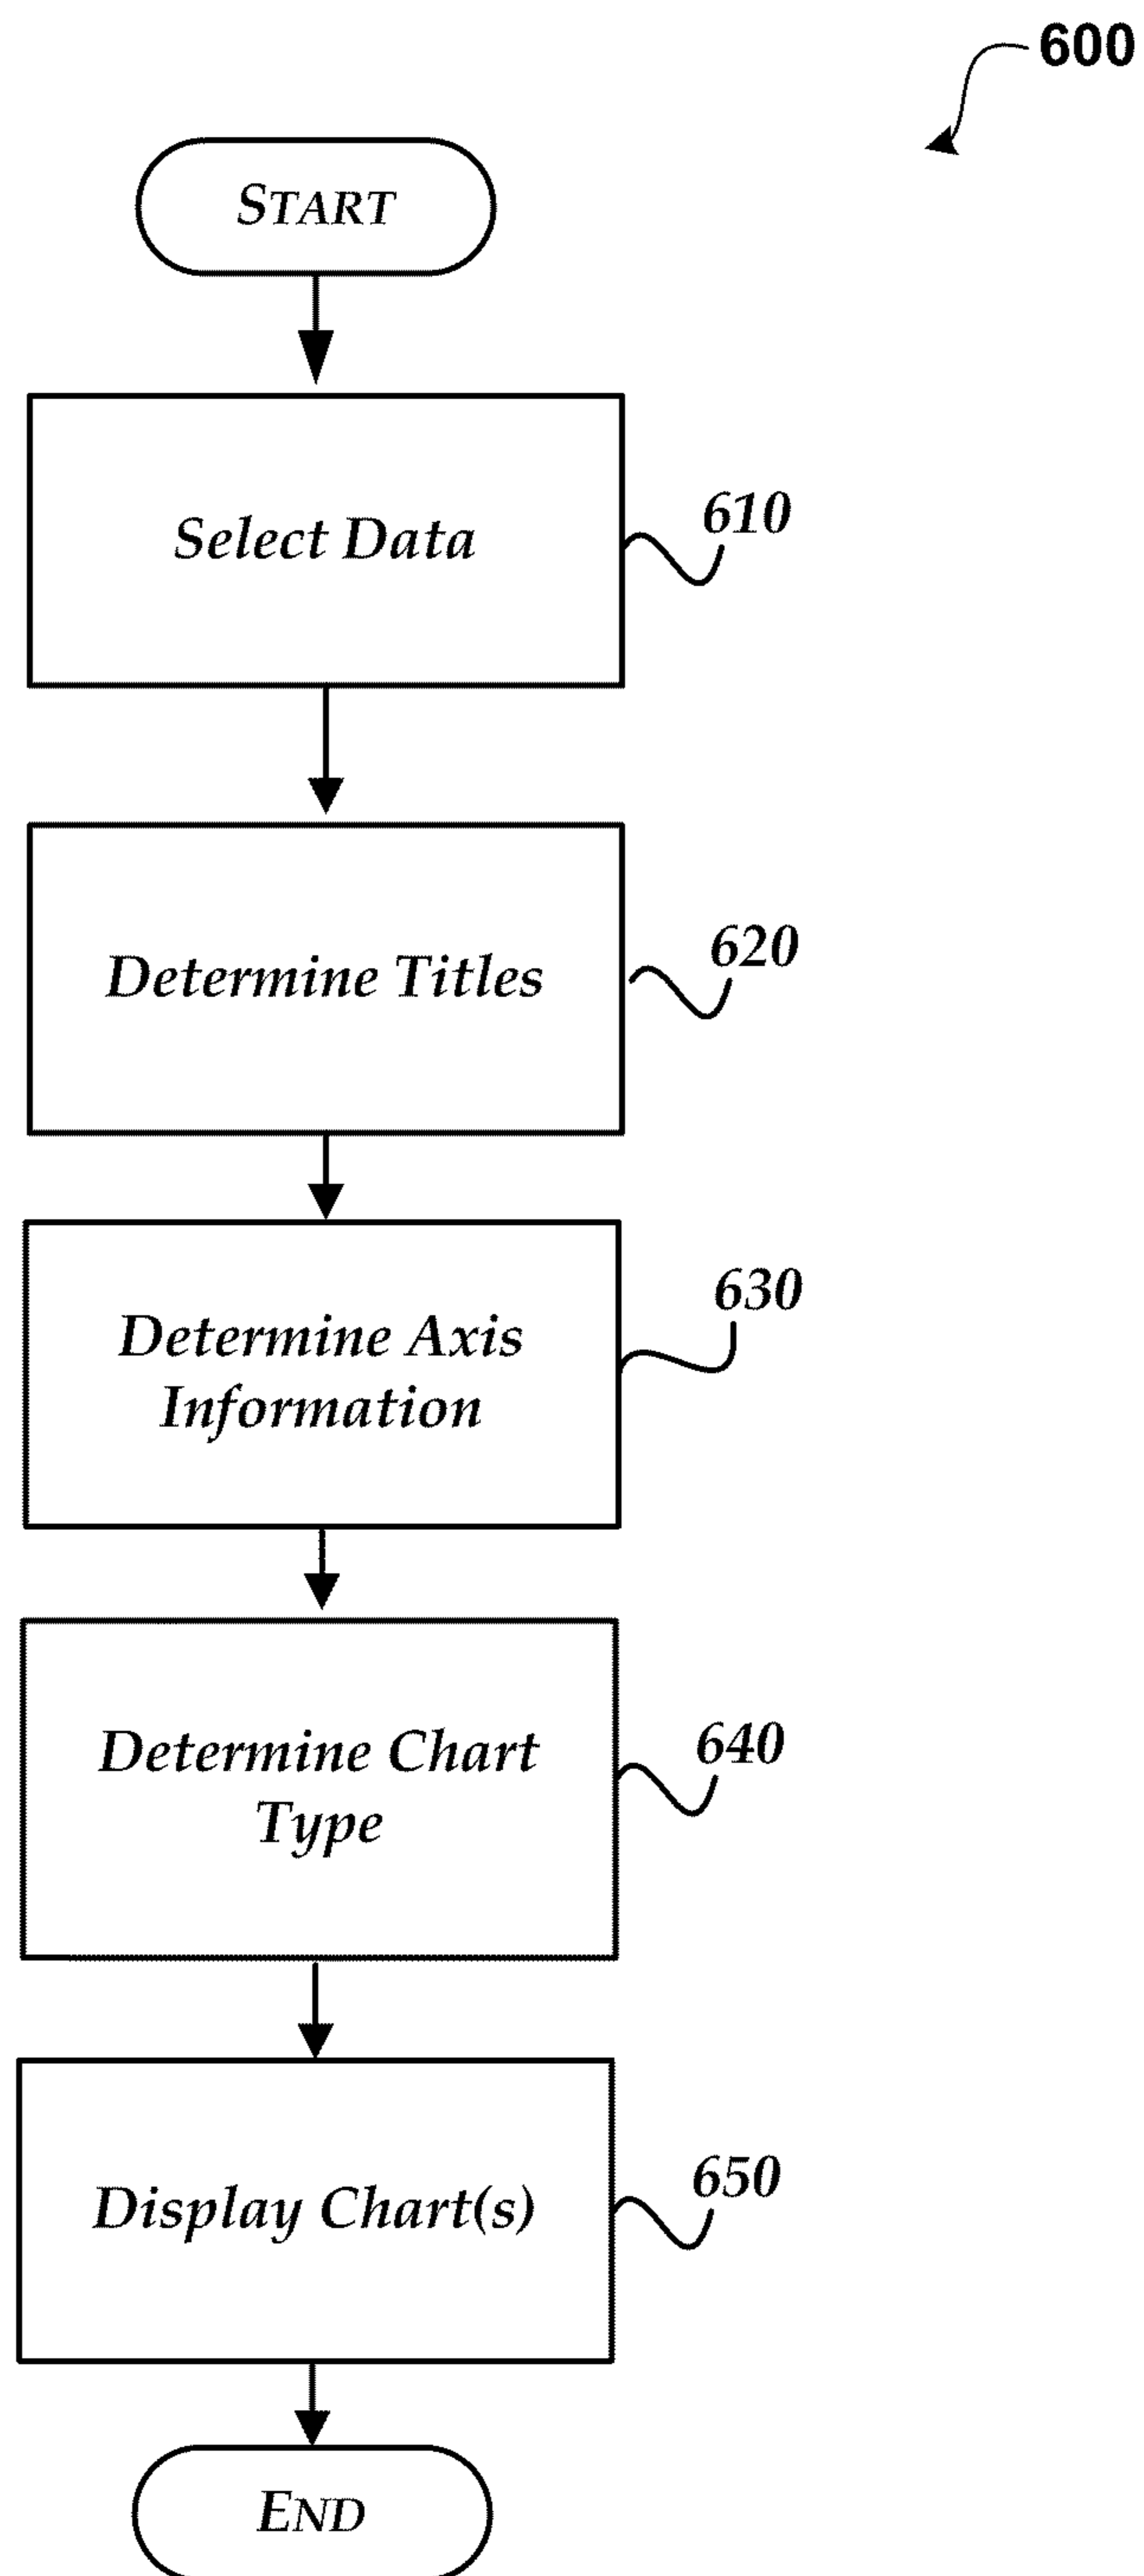 600
START
Select Data
610
Determine Titles
620
Determine Axis
Information
630
Determine Chart
Type
640
Display Chart(s)
650
END